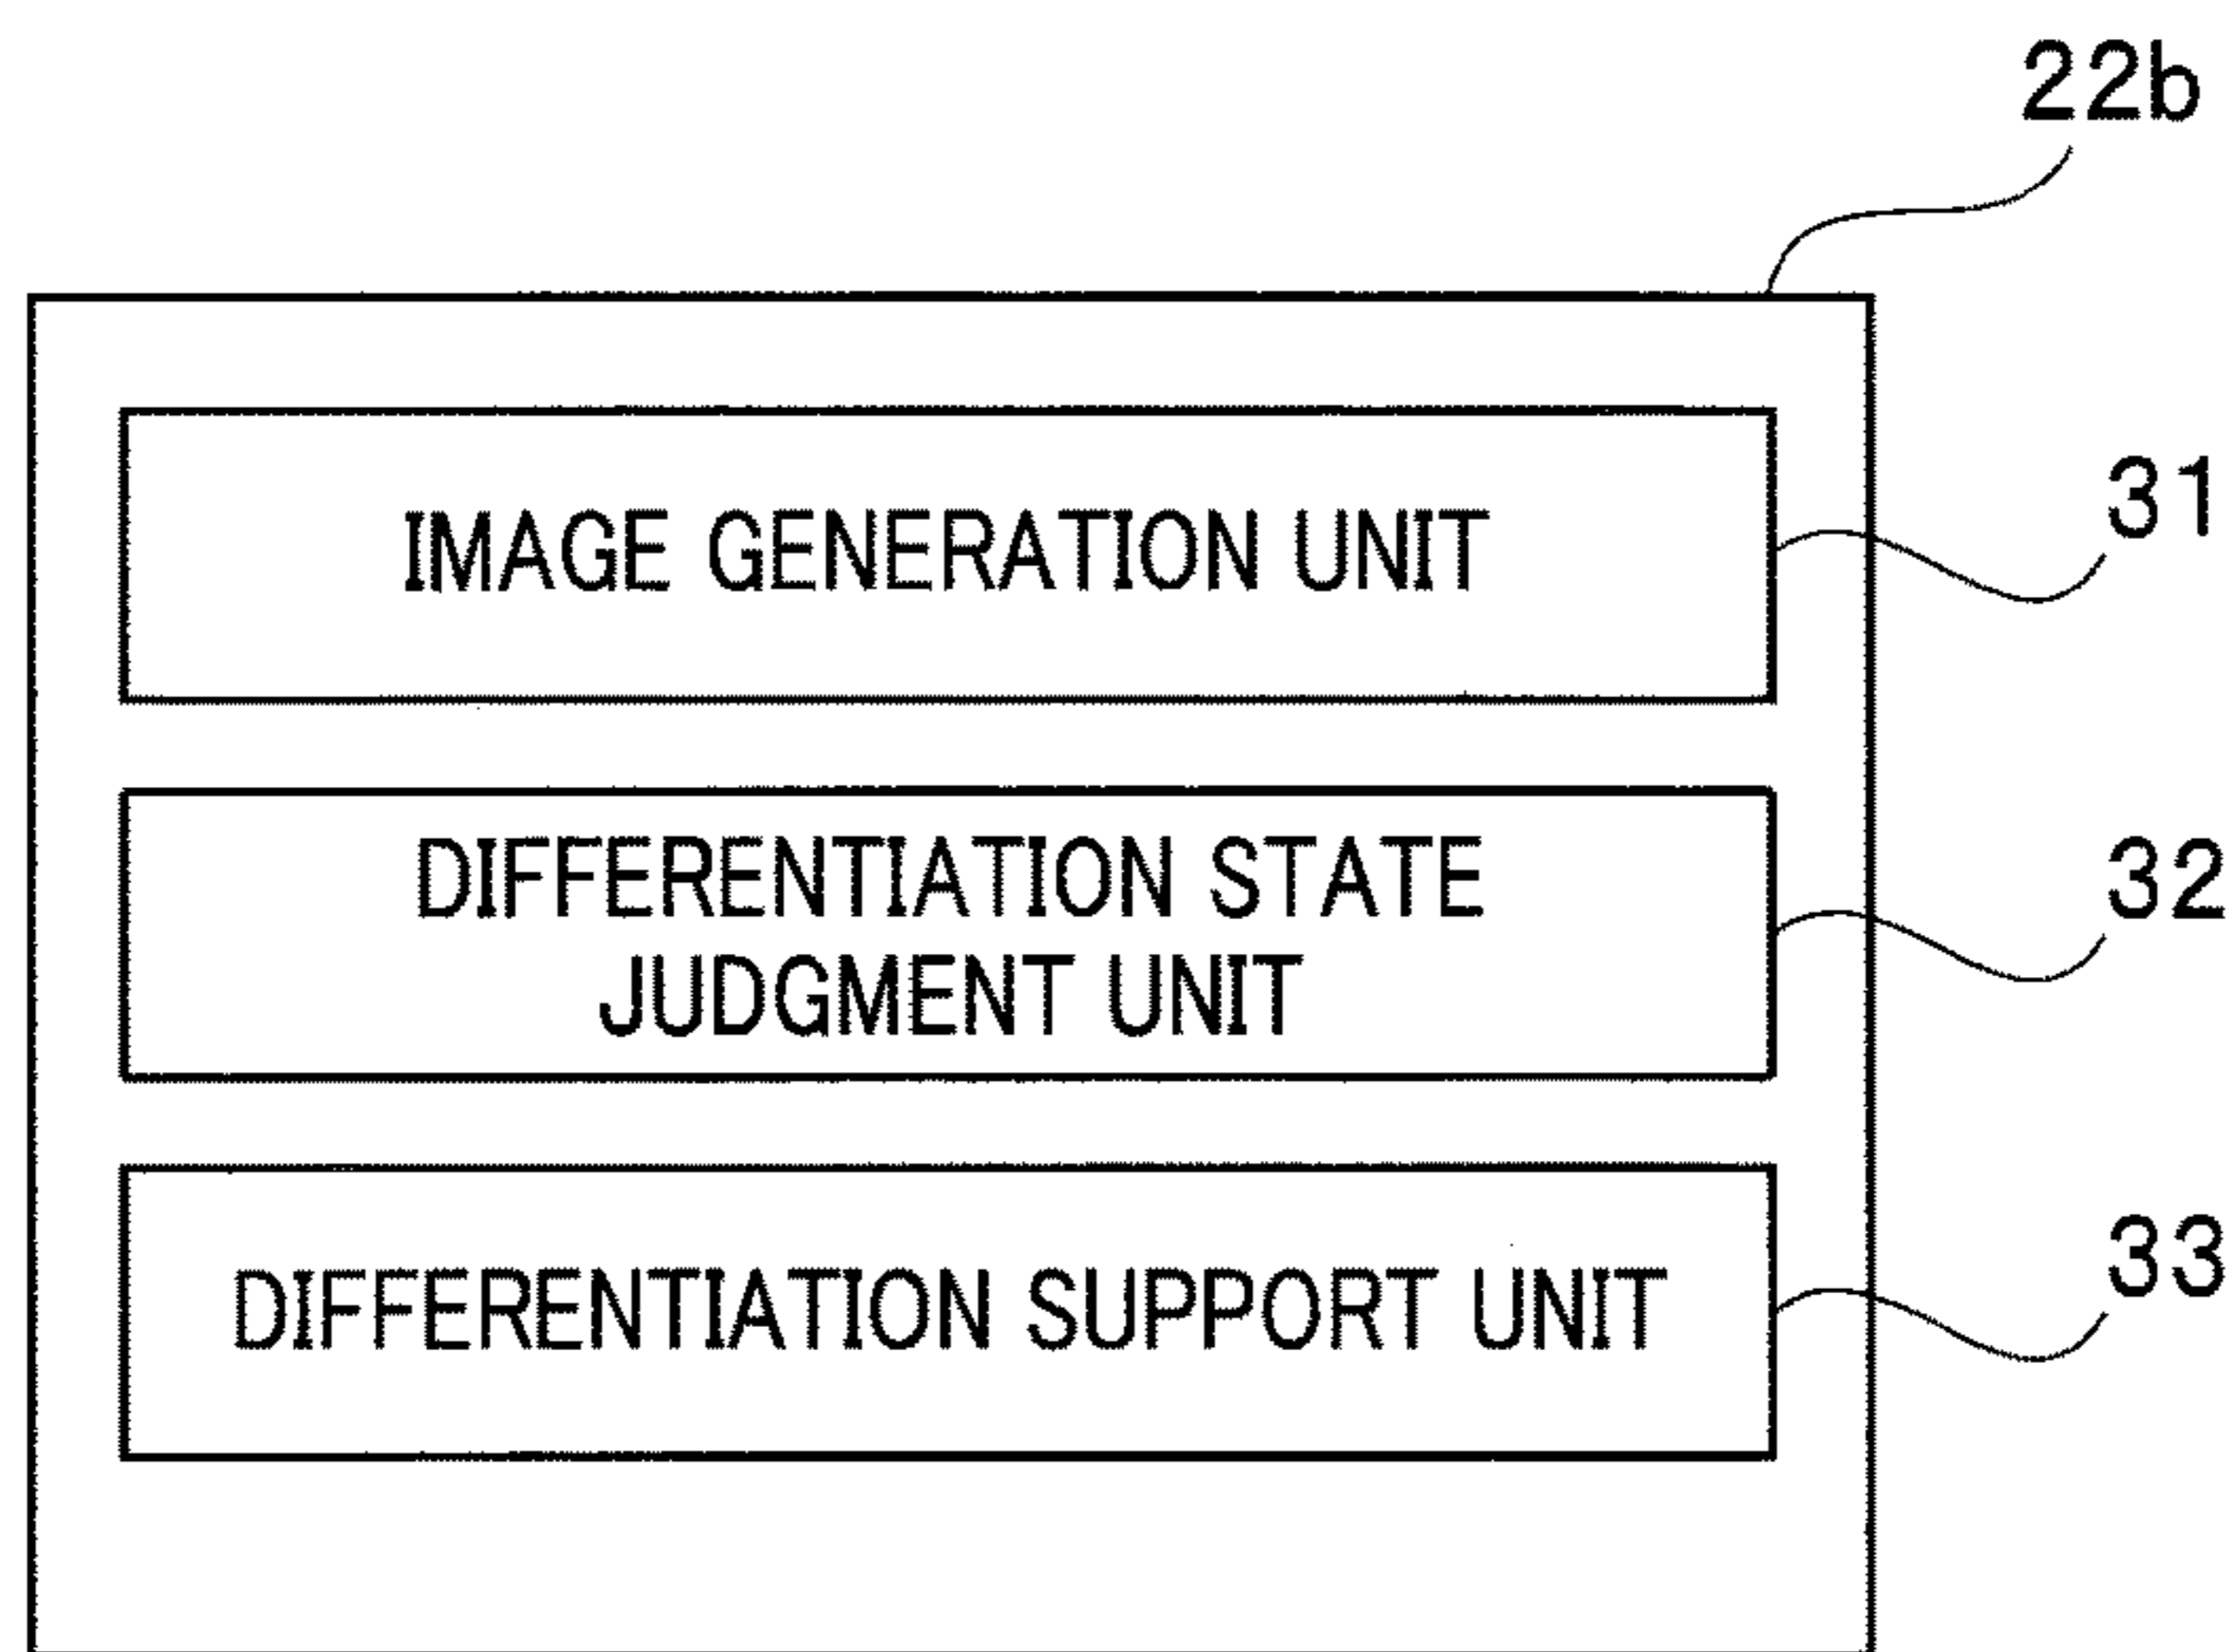 22b
IMAGE GENERATION UNIT
31
DIFFERENTIATION STATE
JUDGMENT UNIT
32
DIFFERENTIATION SUPPORT UNIT
33